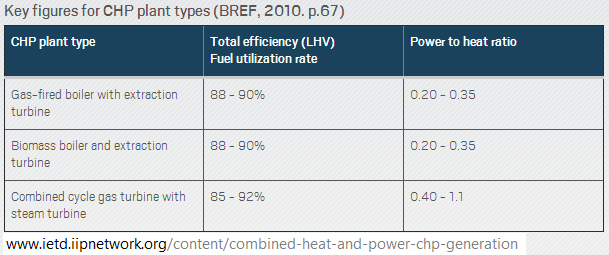 Key figures for CHP plant types (BREF, 2010. p.67)
CHP plant type
Total efficiency (LHV)
Fuel utilization rate
Power to heat ratio
Gas-fired boiler with extraction
turbine
88 - 90%
0.20 - 0.35
Biomass boiler and extraction
turbine
88 - 90%
0.20 - 0.35
Combined cycle gas turbine with
steam turbine
85 - 92%
0.40 - 1.1
www.ietd.iipnetwork.org/content/combined-heat-and-power-chp-generation